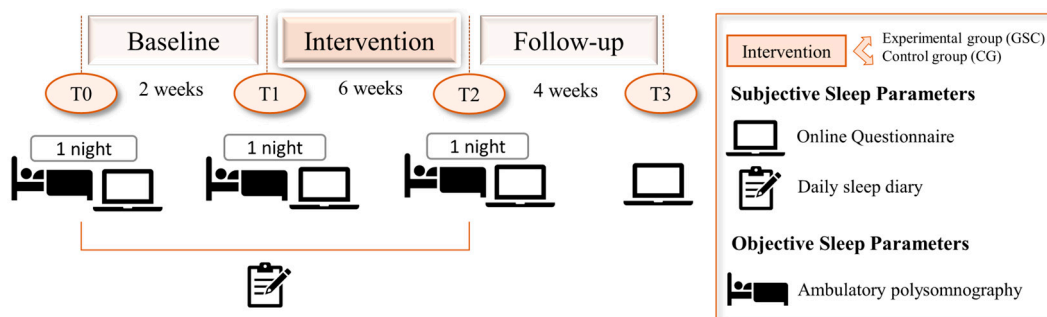 Baseline
Intervention
Follow-up
T0
2 weeks
T1
6 weeks
T2
4 weeks
T3
1 night
1 night
1 night
Intervention
Experimental group (GSC)
Control group (CG)
Subjective Sleep Parameters
Online Questionnaire
Daily sleep diary
Objective Sleep Parameters
Ambulatory polysomnography